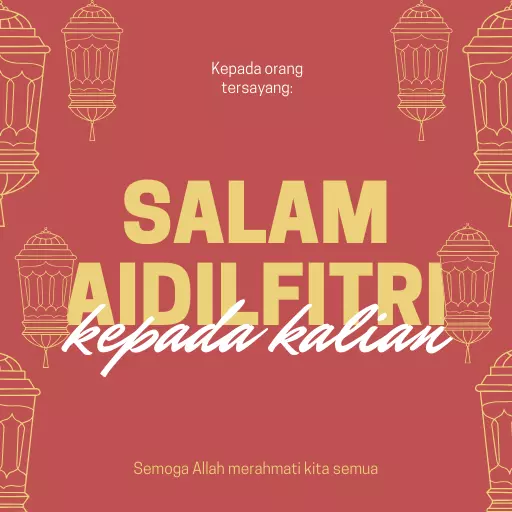 Kepada orang
tersayang:
SALAM
AIDILFITRI
kepada kalian
Semoga Allah merahmati kita semua